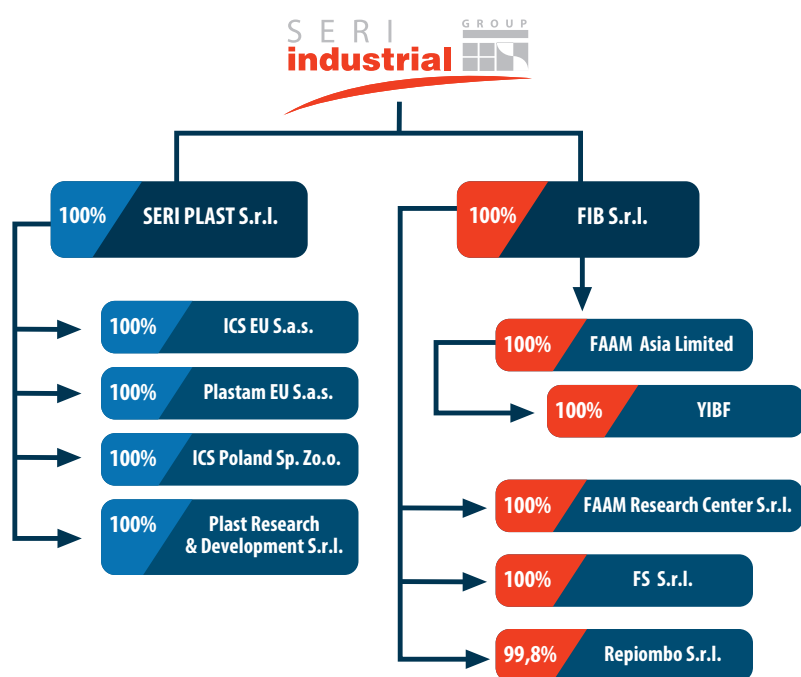 SERI
industrial
GROUP
100% SERI PLAST S.r.l.
100% ICS EU S.a.s.
100% Plastam EU S.a.s.
100% ICS Poland Sp. Zo.o.
100% Plast Research
& Development S.r.l.
100% FIB S.r.l.
100% FAAM Asia Limited
100% YIBF
100% FAAM Research Center S.r.l.
100% FS S.r.l.
99,8% Repiombo S.r.l.